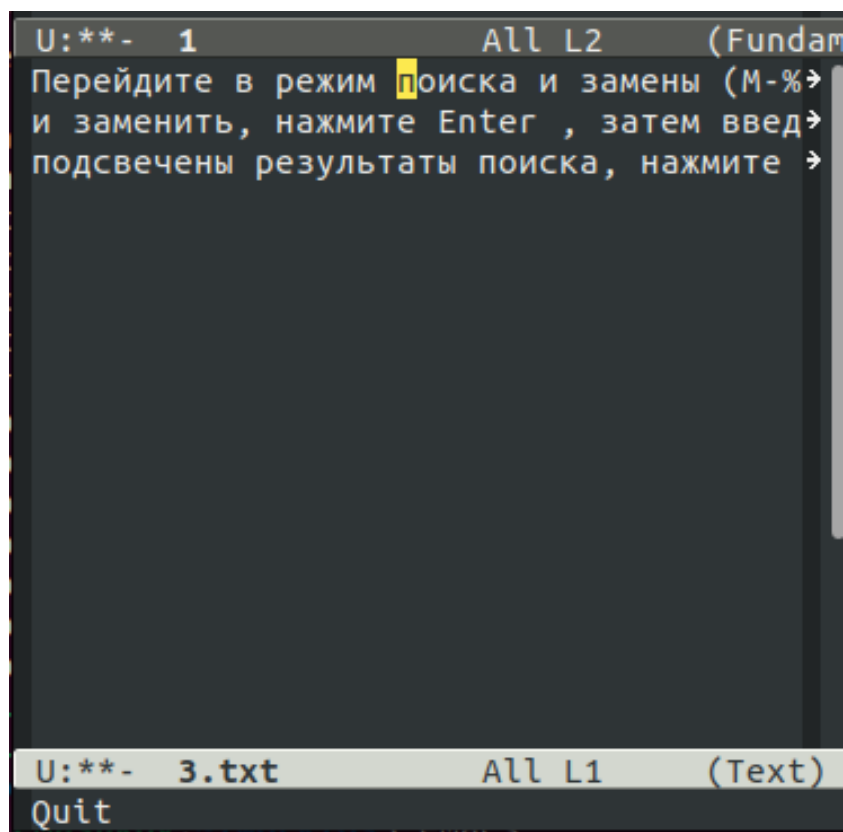 U:**-  1               All L2     (Fundam
Перейдите в режим поиска и замены (M-%
и заменить, нажмите Enter , затем введ
подсвечены результаты поиска, нажмите
U:**-  3.txt           All L1     (Text)
Quit